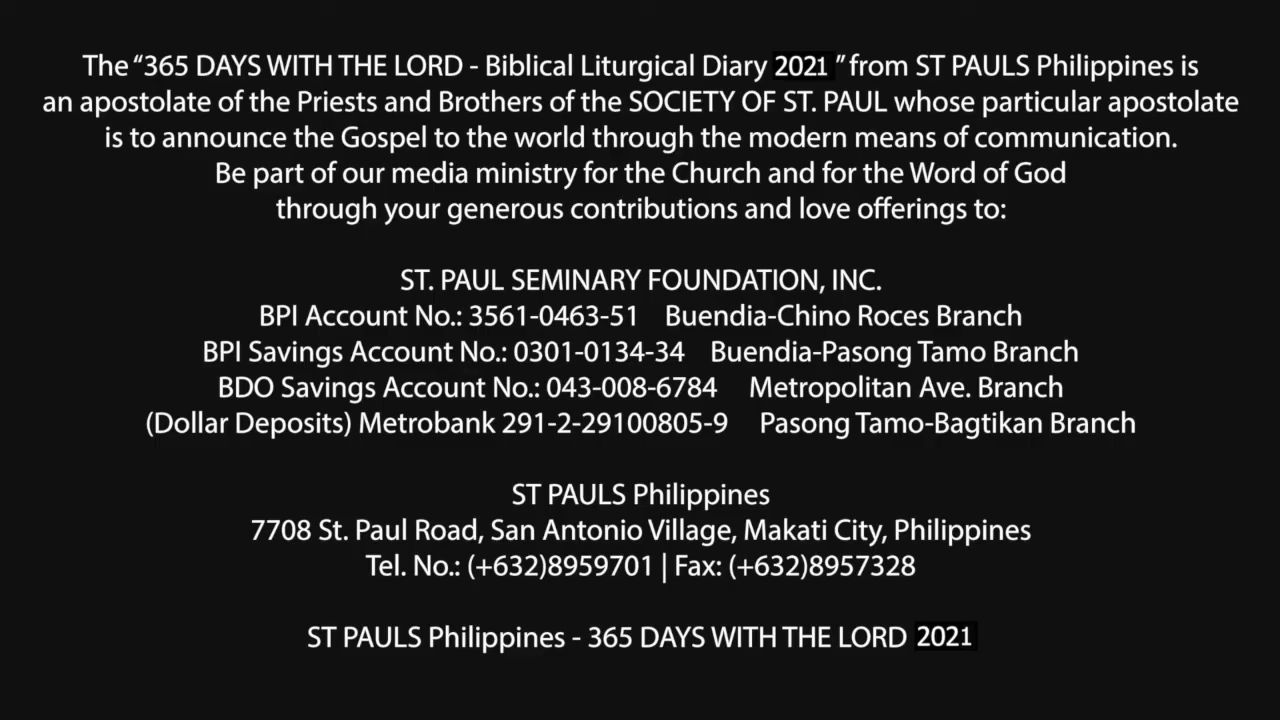 The “365 DAYS WITH THE LORD - Biblical Liturgical Diary 2021 ” from ST PAULS Philippines is
an apostolate of the Priests and Brothers of the SOCIETY OF ST. PAUL whose particular apostolate
is to announce the Gospel to the world through the modern means of communication.
Be part of our media ministry for the Church and for the Word of God
through your generous contributions and love offerings to:
ST. PAUL SEMINARY FOUNDATION, INC.
BPI Account No.: 3561-0463-51 Buendia-Chino Roces Branch
BPI Savings Account No.: 0301-0134-34 Buendia-Pasong Tamo Branch
BDO Savings Account No.: 043-008-6784 Metropolitan Ave. Branch
(Dollar Deposits) Metrobank 291-2-29100805-9 Pasong Tamo-Bagtikan Branch
ST PAULS Philippines
7708 St. Paul Road, San Antonio Village, Makati City, Philippines
Tel. No.: (+632)8959701 | Fax: (+632)8957328
ST PAULS Philippines - 365 DAYS WITH THE LORD 2021